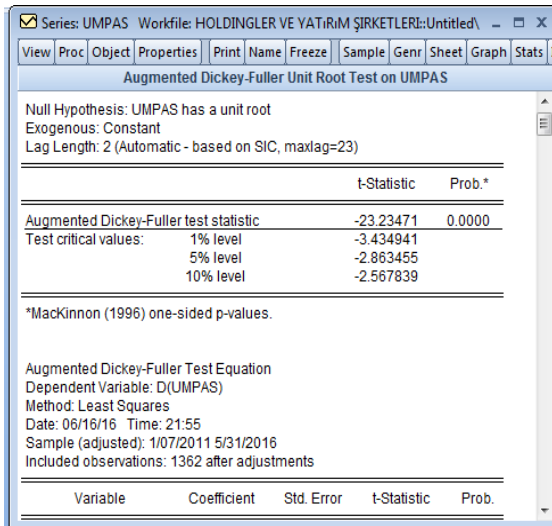 Series: UMPAS Workfile: HOLDINGLER VE YATıRıM ŞIRKETLERI::Untitled\
View Proc Object Properties Print Name Freeze Sample Genr Sheet Graph Stats
Augmented Dickey-Fuller Unit Root Test on UMPAS
Null Hypothesis: UMPAS has a unit root
Exogenous: Constant
Lag Length: 2 (Automatic - based on SIC, maxlag=23)
t-Statistic Prob.*
Augmented Dickey-Fuller test statistic -23.23471 0.0000
Test critical values: 1% level -3.434941
5% level -2.863455
10% level -2.567839
*MacKinnon (1996) one-sided p-values.
Augmented Dickey-Fuller Test Equation
Dependent Variable: D(UMPAS)
Method: Least Squares
Date: 06/16/16 Time: 21:55
Sample (adjusted): 1/07/2011 5/31/2016
Included observations: 1362 after adjustments
Variable Coefficient Std. Error t-Statistic Prob.